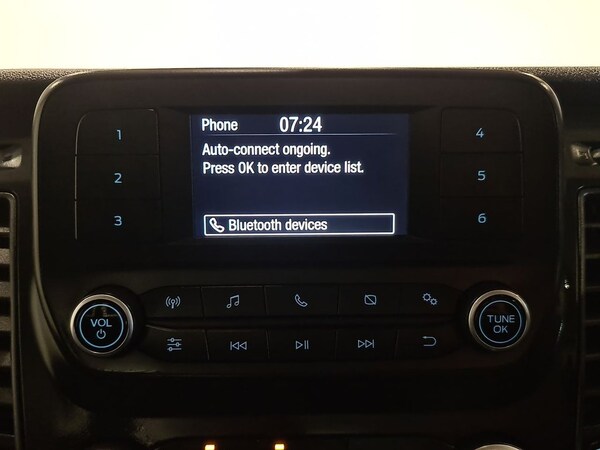 Phone 07:24
Auto-connect ongoing.
Press OK to enter device list.
Bluetooth devices
1
2
3
4
5
6
VOL
TUNE
OK